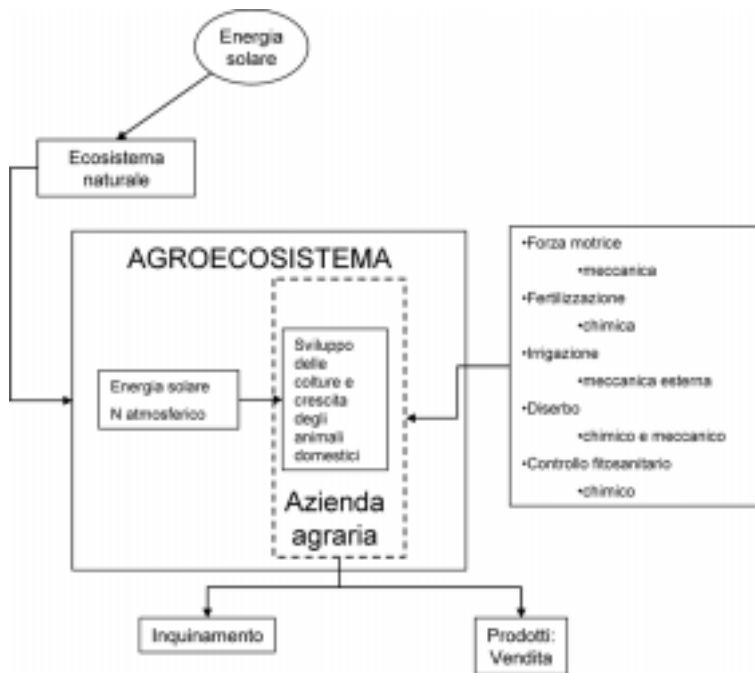 Energia
solare
Ecosistema
naturale
AGROECOSISTEMA
Energia solare
N atmosferico
Sviluppo
delle
colture e
crescita
degli
animali
domestici
Azienda
agraria
•Forza motrice
•meccanica
•Fertilizzazione
•chimica
•Irrigazione
•meccanica esterna
•Diserbo
•chimico e meccanico
•Controllo fitosanitario
•chimico
Inquinamento
Prodotti:
Vendita